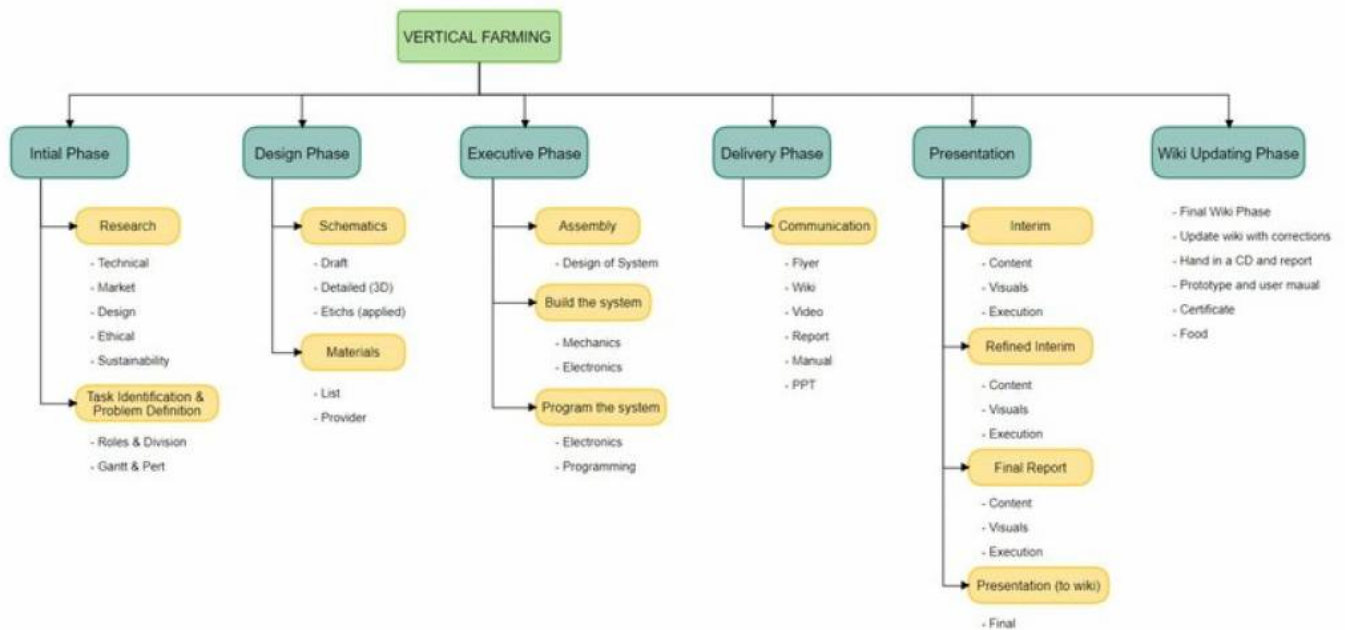 VERTICAL FARMING
Intial Phase
Research
- Technical
- Market
- Design
- Ethical
- Sustainability
Task Identification &
Problem Definition
- Roles & Division
- Gantt & Pert
Design Phase
Schematics
- Draft
- Detailed (3D)
- Etichs (applied)
Materials
- List
- Provider
Executive Phase
Assembly
- Design of System
Build the system
- Mechanics
- Electronics
Program the system
- Electronics
- Programming
Delivery Phase
Communication
- Flyer
- Wiki
- Video
- Report
- Manual
- PPT
Presentation
Interim
- Content
- Visuals
- Execution
Refined Interim
- Content
- Visuals
- Execution
Final Report
- Content
- Visuals
- Execution
Presentation (to wiki)
- Final
Wiki Updating Phase
- Final Wiki Phase
- Update wiki with corrections
- Hand in a CD and report
- Prototype and user maual
- Certificate
- Food